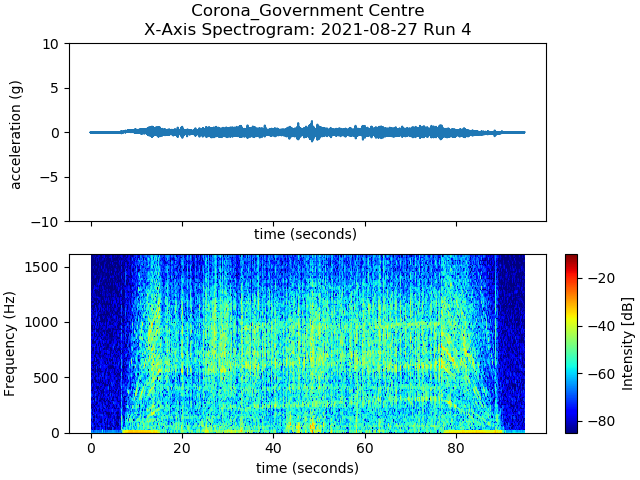 Corona_Government Centre
X-Axis Spectrogram: 2021-08-27 Run 4
10
5
0
−5
−10
acceleration (g)
time (seconds)
1500
1000
500
0
Frequency (Hz)
0
20
40
60
80
time (seconds)
−20
−40
−60
−80
Intensity [dB]